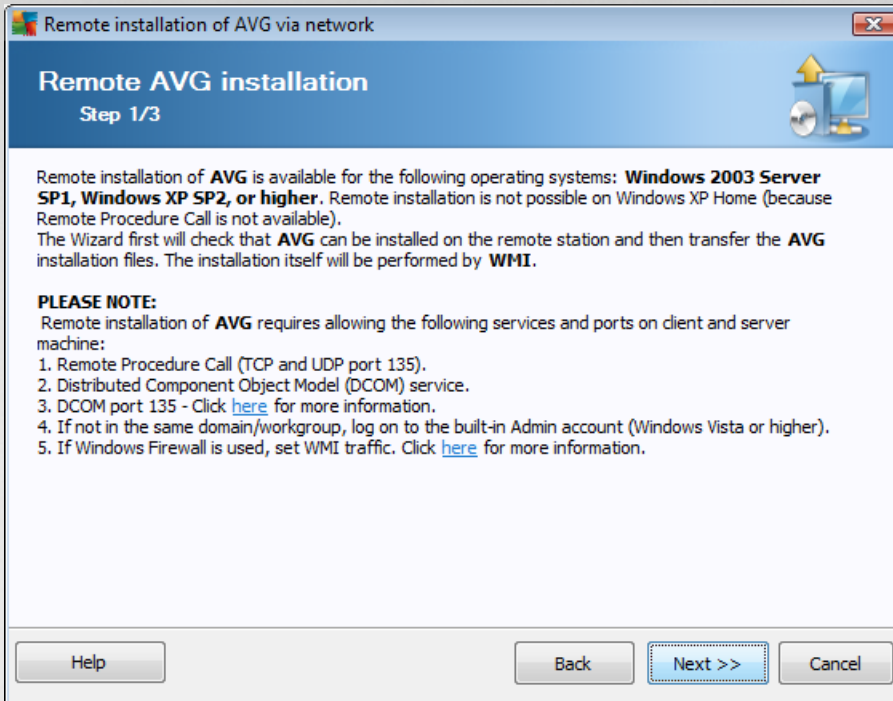 Remote installation of AVG via network
Remote AVG installation
Step 1/3
Remote installation of AVG is available for the following operating systems: Windows 2003 Server
SP1, Windows XP SP2, or higher. Remote installation is not possible on Windows XP Home (because
Remote Procedure Call is not available).
The Wizard first will check that AVG can be installed on the remote station and then transfer the AVG
installation files. The installation itself will be performed by WMI.
PLEASE NOTE:
Remote installation of AVG requires allowing the following services and ports on client and server
machine:
1. Remote Procedure Call (TCP and UDP port 135).
2. Distributed Component Object Model (DCOM) service.
3. DCOM port 135 - Click here for more information.
4. If not in the same domain/workgroup, log on to the built-in Admin account (Windows Vista or higher).
5. If Windows Firewall is used, set WMI traffic. Click here for more information.
Help
Back
Next >>
Cancel